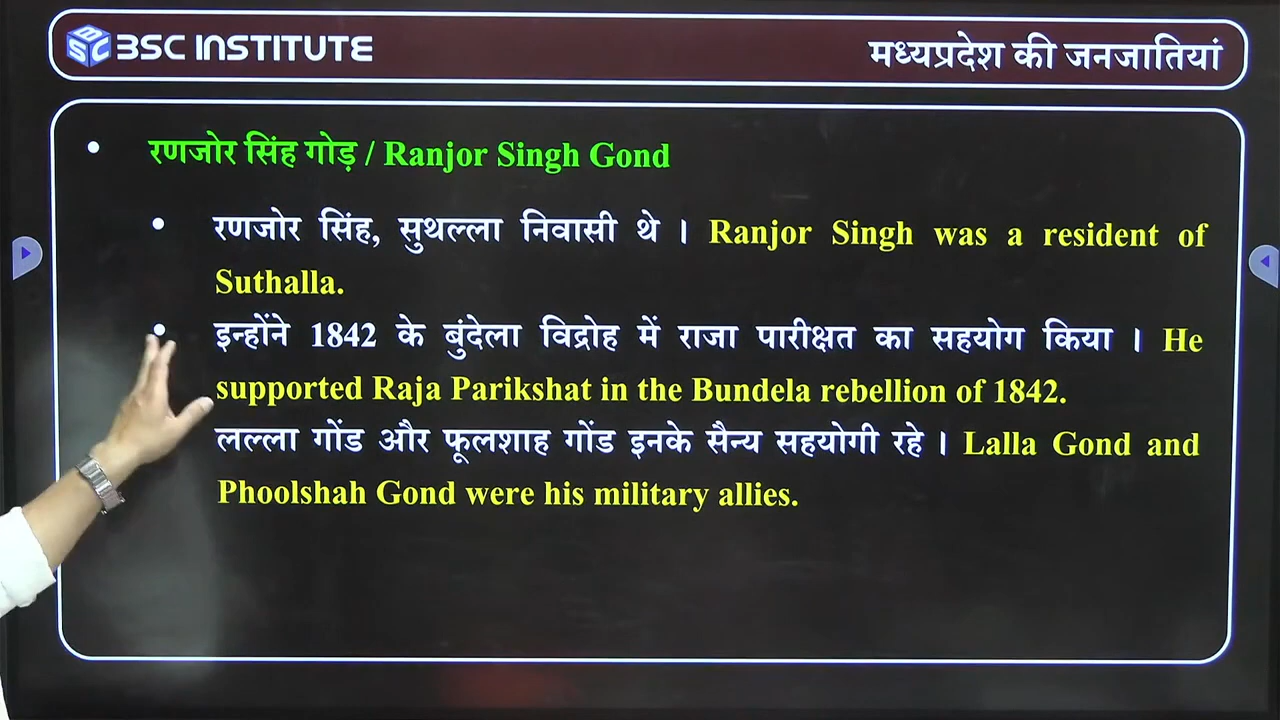 BSC INSTITUTE
मध्यप्रदेश की जनजातियां
• रणजोर सिंह गोड़ / Ranjor Singh Gond
• रणजोर सिंह, सुथल्ला निवासी थे । Ranjor Singh was a resident of
Suthalla.
• इन्होंने 1842 के बुंदेला विद्रोह में राजा पारीक्षत का सहयोग किया । He
supported Raja Parikshat in the Bundela rebellion of 1842.
लल्ला गोंड और फूलशाह गोंड इनके सैन्य सहयोगी रहे । Lalla Gond and
Phoolshah Gond were his military allies.